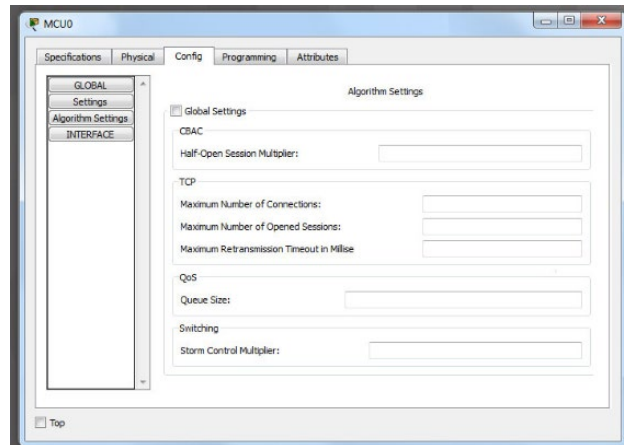 MCU0
Specifications Physical Config Programming Attributes
GLOBAL
Settings
Algorithm Settings
INTERFACE
Algorithm Settings
Global Settings
CBAC
Half-Open Session Multiplier:
TCP
Maximum Number of Connections:
Maximum Number of Opened Sessions:
Maximum Retransmission Timeout in Millise
QoS
Queue Size:
Switching
Storm Control Multiplier:
Top